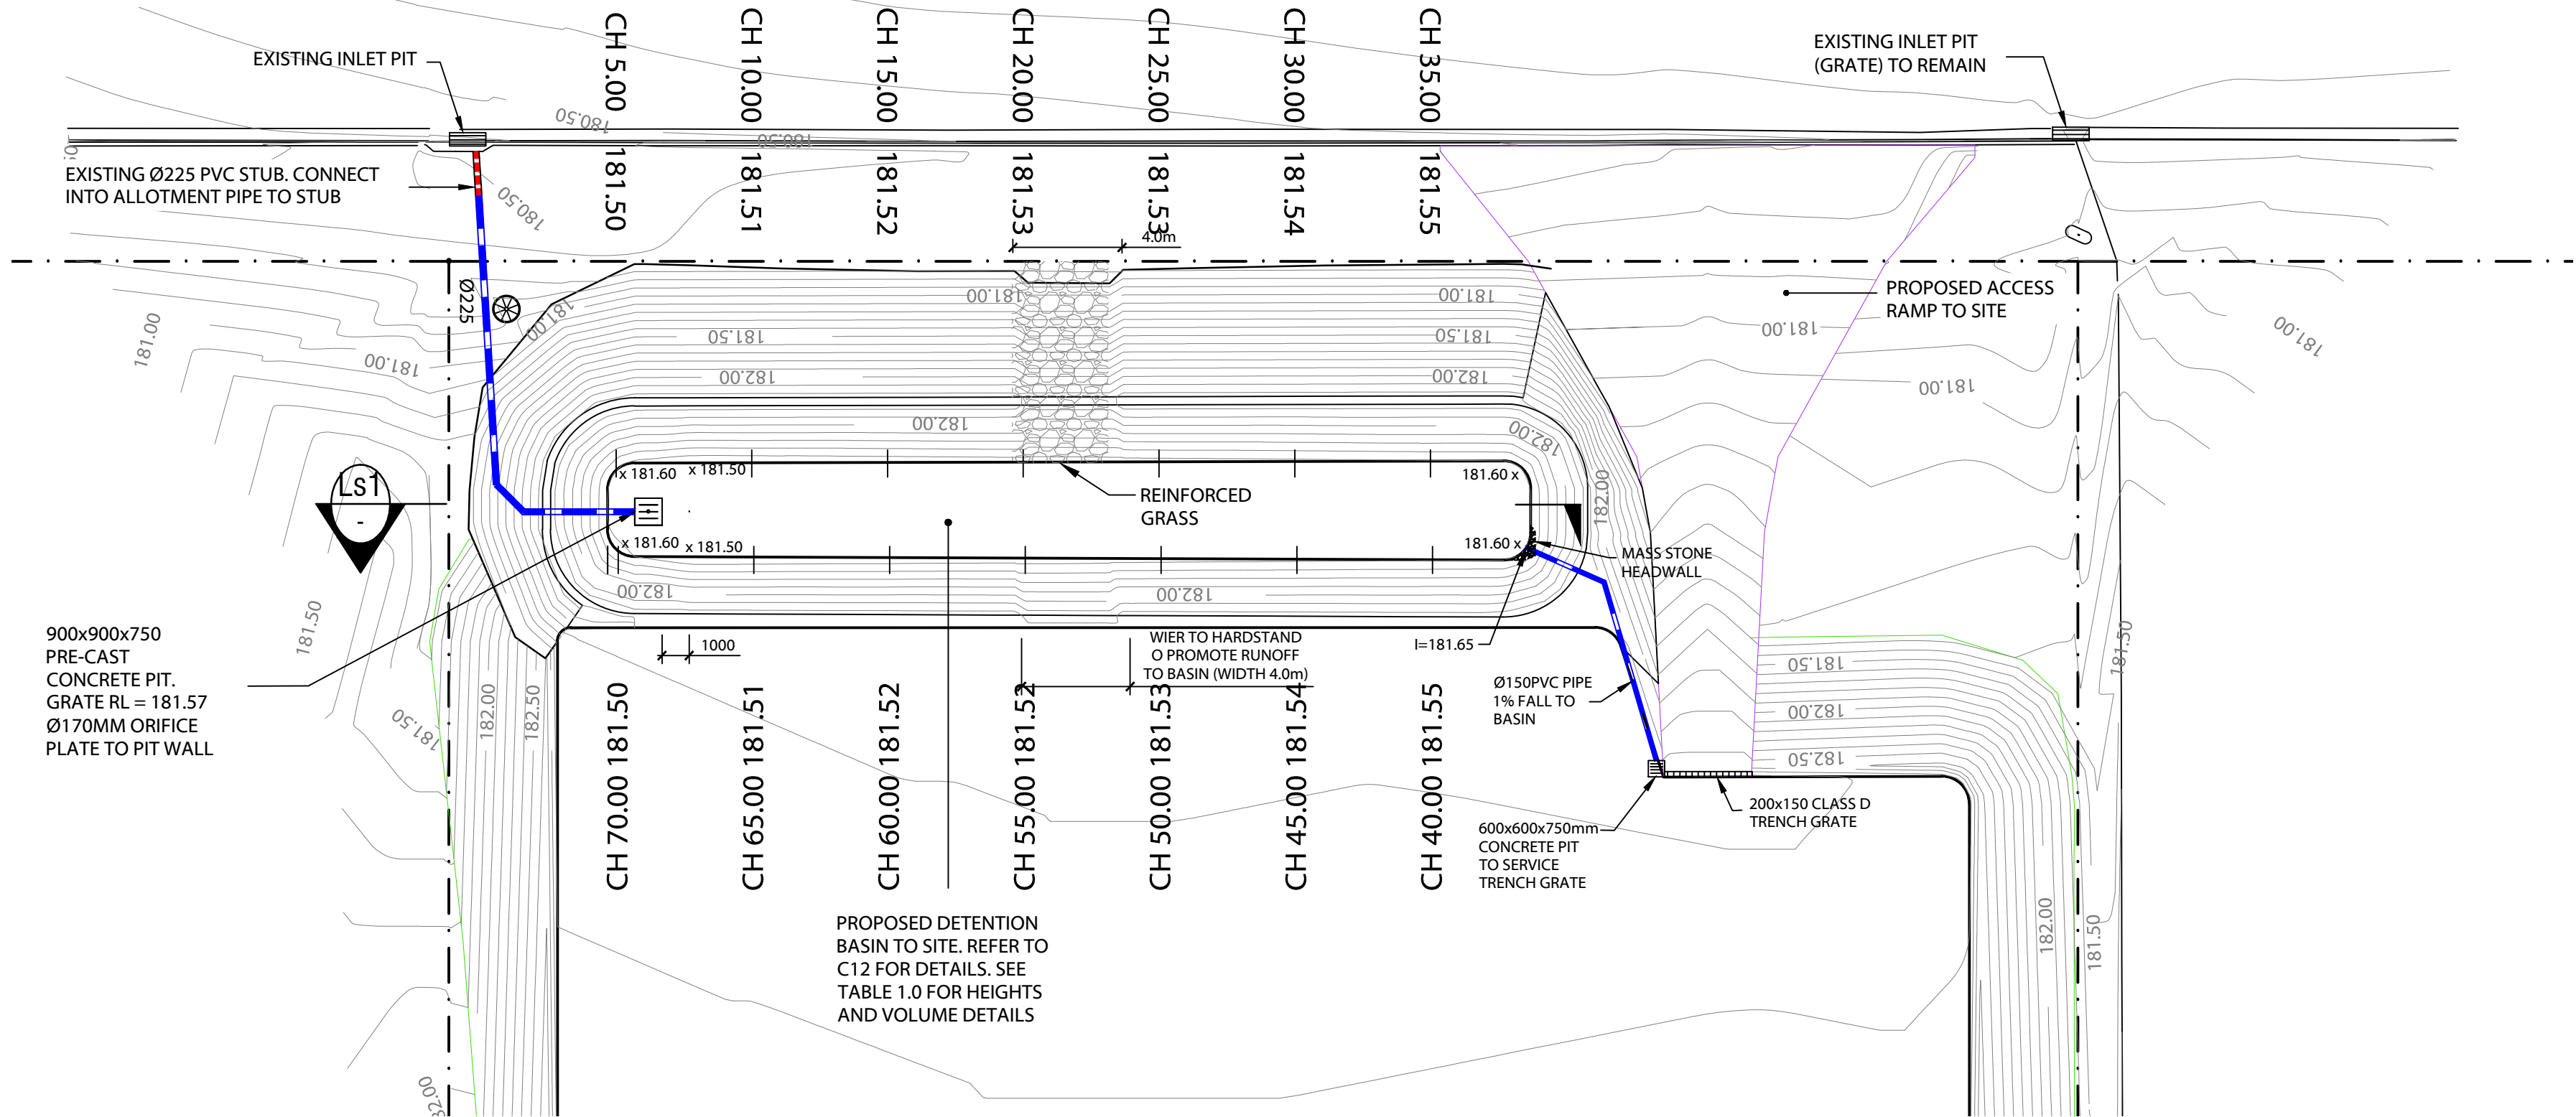 CH 5.00 181.50
CH 10.00 181.51
CH 15.00 181.52
CH 20.00 181.53
CH 25.00 181.53
CH 30.00 181.54
CH 35.00 181.55
EXISTING INLET PIT
EXISTING INLET PIT
(GRATE) TO REMAIN
180.50
180.50
EXISTING Ø225 PVC STUB. CONNECT
INTO ALLOTMENT PIPE TO STUB
180.50
4.0m
Ø225
181.00
181.00
181.00
181.00
181.00
PROPOSED ACCESS
RAMP TO SITE
181.00
181.00
181.00
181.50
181.50
182.00
182.00
181.00
182.00
182.00
Ls1
-
x 181.60
x 181.50
181.60 x
182.00
REINFORCED
GRASS
x 181.60
x 181.50
181.60 x
MASS STONE
HEADWALL
182.00
182.00
181.50
900x900x750
PRE-CAST
CONCRETE PIT.
GRATE RL = 181.57
Ø170MM ORIFICE
PLATE TO PIT WALL
1000
WIER TO HARDSTAND
O PROMOTE RUNOFF
TO BASIN (WIDTH 4.0m)
I=181.65
181.50
181.50
181.50
182.00
182.50
Ø150PVC PIPE
1% FALL TO
BASIN
182.00
182.50
CH 70.00 181.50
CH 65.00 181.51
CH 60.00 181.52
CH 55.00 181.52
CH 50.00 181.53
CH 45.00 181.54
CH 40.00 181.55
200x150 CLASS D
TRENCH GRATE
600x600x750mm
CONCRETE PIT
TO SERVICE
TRENCH GRATE
PROPOSED DETENTION
BASIN TO SITE. REFER TO
C12 FOR DETAILS. SEE
TABLE 1.0 FOR HEIGHTS
AND VOLUME DETAILS
182.00
181.50